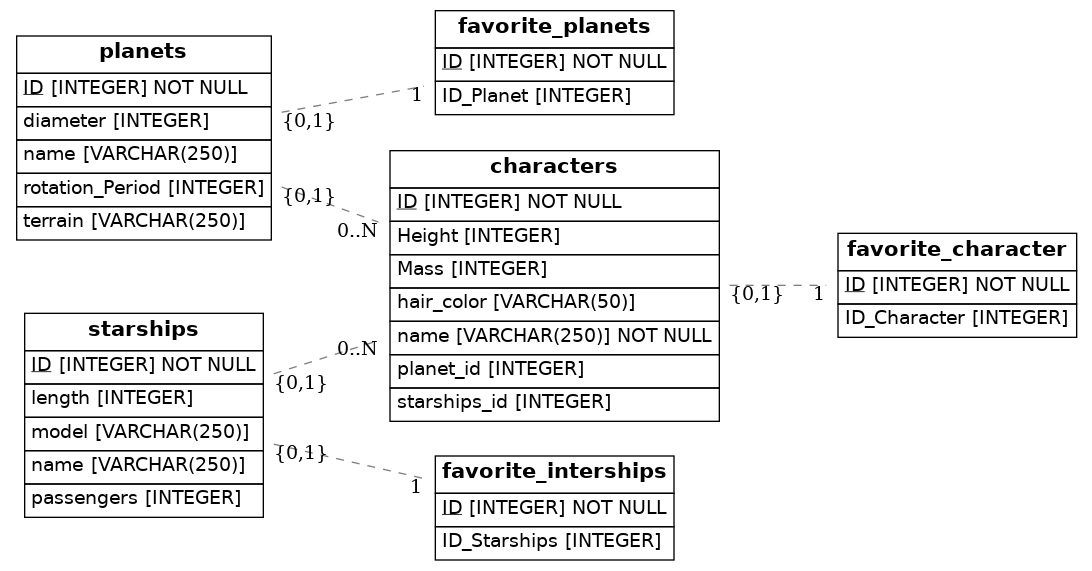 planets
ID [INTEGER] NOT NULL
diameter [INTEGER]
name [VARCHAR(250)]
rotation_Period [INTEGER]
terrain [VARCHAR(250)]
favorite_planets
ID [INTEGER] NOT NULL
ID_Planet [INTEGER]
1
{0,1}
{0,1}
0..N
characters
ID [INTEGER] NOT NULL
Height [INTEGER]
Mass [INTEGER]
hair_color [VARCHAR(50)]
name [VARCHAR(250)] NOT NULL
planet_id [INTEGER]
starships_id [INTEGER]
{0,1}
1
favorite_character
ID [INTEGER] NOT NULL
ID_Character [INTEGER]
starships
ID [INTEGER] NOT NULL
length [INTEGER]
model [VARCHAR(250)]
name [VARCHAR(250)]
passengers [INTEGER]
0..N
{0,1}
{0,1}
1
favorite_interships
ID [INTEGER] NOT NULL
ID_Starships [INTEGER]